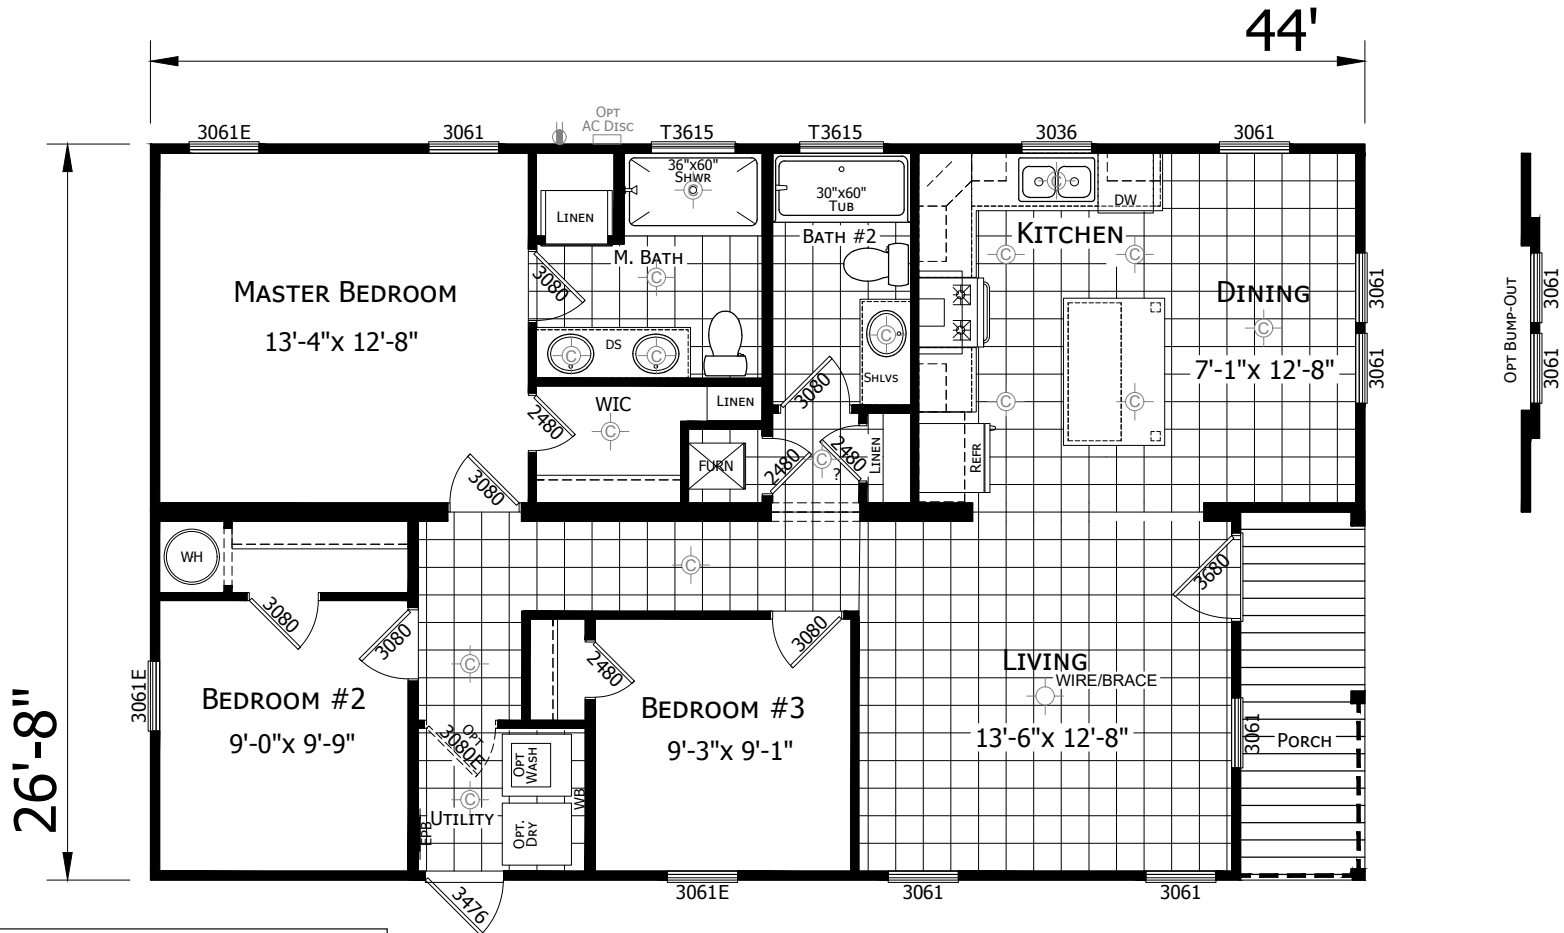 44'
OPT
AC DISC
3061E
3061
T3615
T3615
3036
3061
36"x60"
SHWR
30"x60"
TUB
LINEN
DW
M. BATH
BATH #2
KITCHEN
3080
MASTER BEDROOM
13'-4"x 12'-8"
DINING
7'-1"x 12'-8"
3061
3061
OPT BUMP-OUT
3061
3061
C
C
C
C
C
C
C
C
C
C
DS
SHLVS
3080
WIC
LINEN
2480
C
FURN
2480
C
?
2480
LINEN
REFR
3080
WH
C
3680
3080
3080
C
3080
2480
LIVING
WIRE/BRACE
13'-6"x 12'-8"
3061E
BEDROOM #2
9'-0"x 9'-9"
BEDROOM #3
9'-3"x 9'-1"
3061
PORCH
26'-8"
OPT
3080E
OPT
WASH
C
WB
UTILITY
EPB
OPT.
DRY
3476
3061E
3061
3061